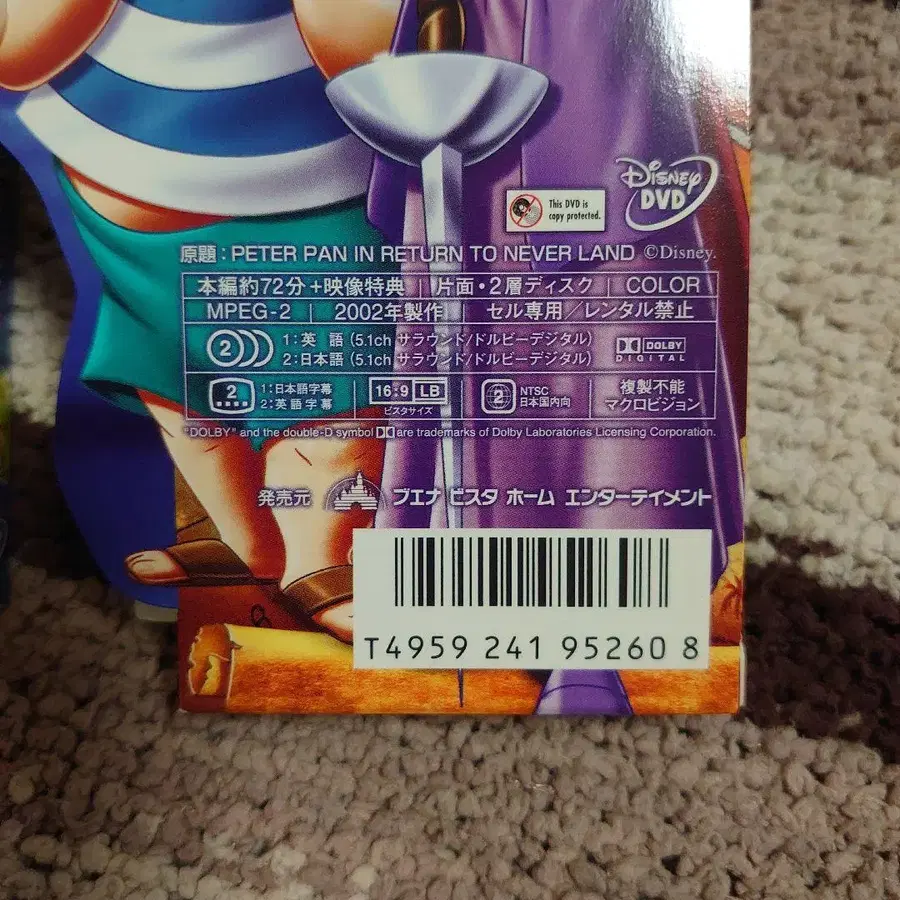 Disney
DVD
This DVD is
copy protected.
原題：PETER PAN IN RETURN TO NEVER LAND ©Disney.
本編約72分＋映像特典 片面・2層ディスク COLOR
MPEG-2 2002年製作 セル専用／レンタル禁止
2 1：英 語 (5.1ch サラウンド/ドルビーデジタル)
2：日本語 (5.1ch サラウンド/ドルビーデジタル)
DOLBY
DIGITAL
2 1：日本語字幕
2：英語字幕
16:9 LB
ビスタサイズ
2 NTSC
日本国内向
複製不能
マクロビジョン
"DOLBY" and the double-D symbol are trademarks of Dolby Laboratories Licensing Corporation.
発売元 ブエナ ビスタ ホーム エンターテイメント
T4959 241 95260 8